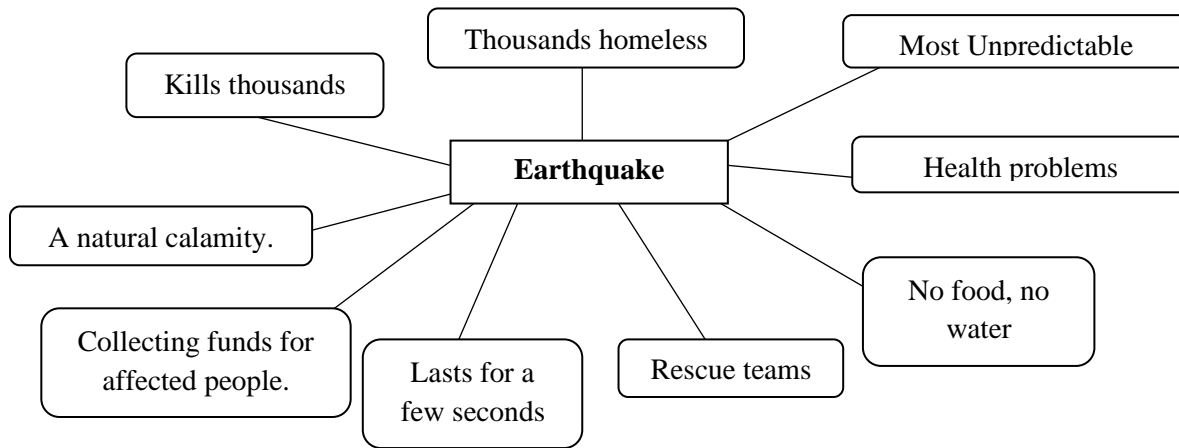 Thousands homeless
Most Unpredictable
Kills thousands
Earthquake
Health problems
A natural calamity.
No food, no
water
Collecting funds for
affected people.
Lasts for a
few seconds
Rescue teams